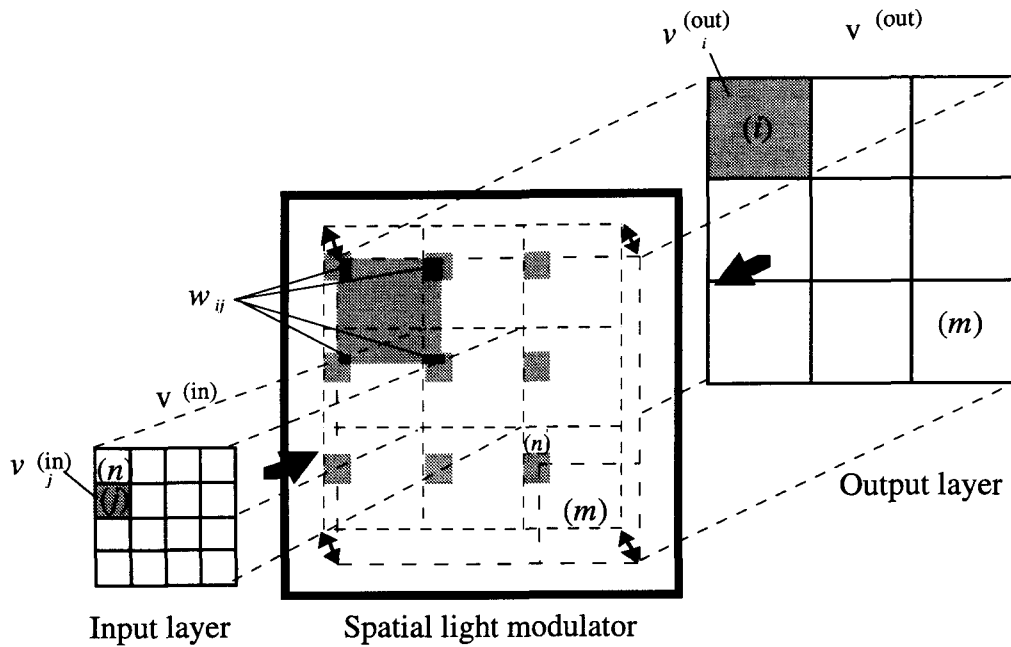 v i (out) v (out)
(i)
w ij
v (in)
(m)
v j (in)
(n)
(j)
(n)
(m)
Output layer
Input layer
Spatial light modulator